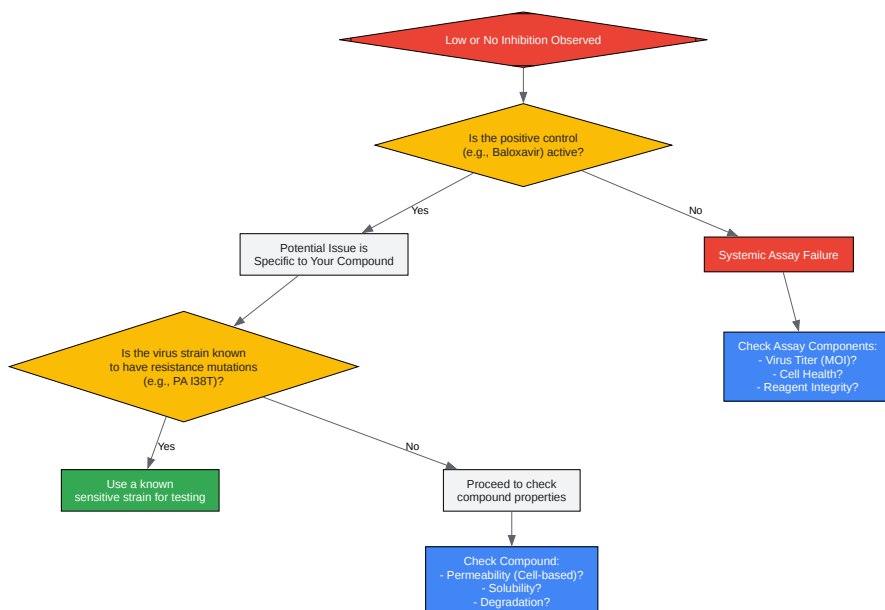 Low or No Inhibition Observed
Is the positive control
(e.g., Baloxavir) active?
Yes
No
Potential Issue is
Specific to Your Compound
Systemic Assay Failure
Is the virus strain known
to have resistance mutations
(e.g., PA I38T)?
Check Assay Components:
- Virus Titer (MOI)?
- Cell Health?
- Reagent Integrity?
Yes
No
Use a known
sensitive strain for testing
Proceed to check
compound properties
Check Compound:
- Permeability (Cell-based)?
- Solubility?
- Degradation?